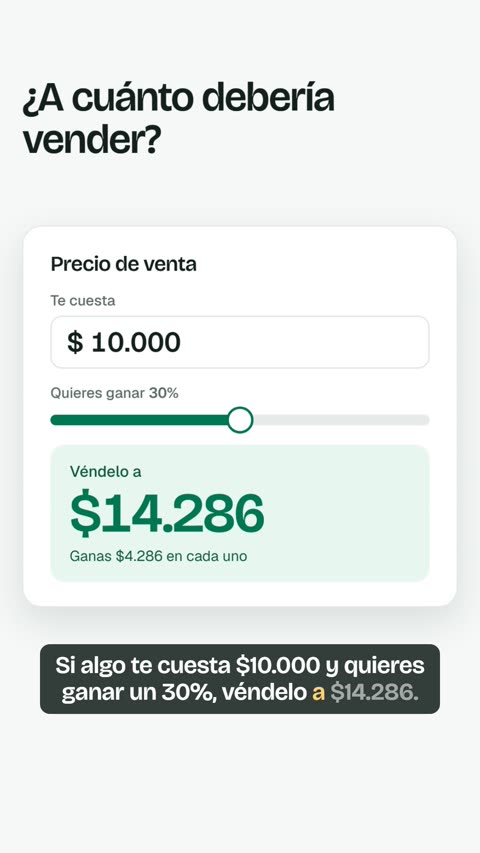 ¿A cuánto debería
vender?
Precio de venta
Te cuesta
$ 10.000
Quieres ganar 30%
Véndelo a
$14.286
Ganas $4.286 en cada uno
Si algo te cuesta $10.000 y quieres
ganar un 30%, véndelo a $14.286.